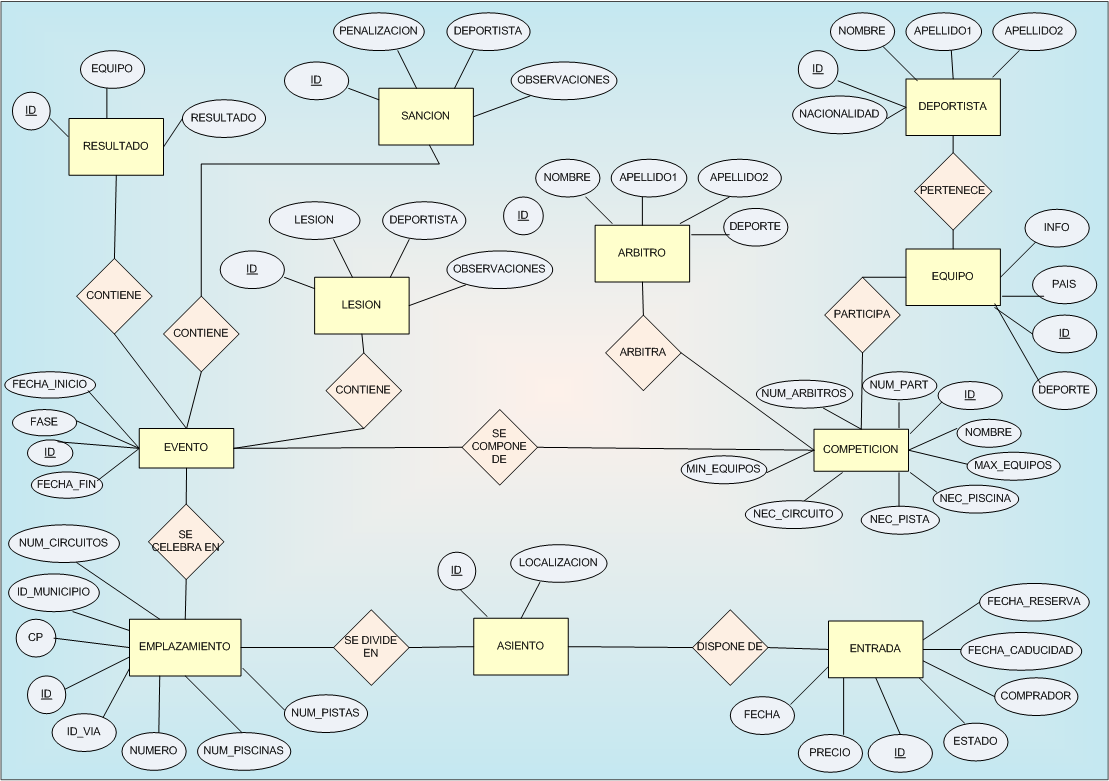 PENALIZACION
DEPORTISTA
NOMBRE
APELLIDO1
APELLIDO2
EQUIPO
ID
ID
OBSERVACIONES
ID
RESULTADO
SANCION
NACIONALIDAD
DEPORTISTA
RESULTADO
NOMBRE
APELLIDO1
APELLIDO2
PERTENECE
LESION
DEPORTISTA
ID
DEPORTE
INFO
ID
OBSERVACIONES
ARBITRO
EQUIPO
PAIS
CONTIENE
LESION
PARTICIPA
ID
CONTIENE
ARBITRA
FECHA_INICIO
CONTIENE
NUM_ARBITROS
NUM_PART
ID
DEPORTE
FASE
ID
FECHA_FIN
EVENTO
SE
COMPONE
DE
COMPETICION
NOMBRE
MIN_EQUIPOS
MAX_EQUIPOS
NEC_PISCINA
NEC_CIRCUITO
NEC_PISTA
NUM_CIRCUITOS
SE
CELEBRA EN
ID
LOCALIZACION
ID_MUNICIPIO
FECHA_RESERVA
CP
EMPLAZAMIENTO
SE DIVIDE
EN
ASIENTO
DISPONE DE
ENTRADA
FECHA_CADUCIDAD
ID
COMPRADOR
ID_VIA
NUMERO
NUM_PISCINAS
NUM_PISTAS
FECHA
PRECIO
ID
ESTADO